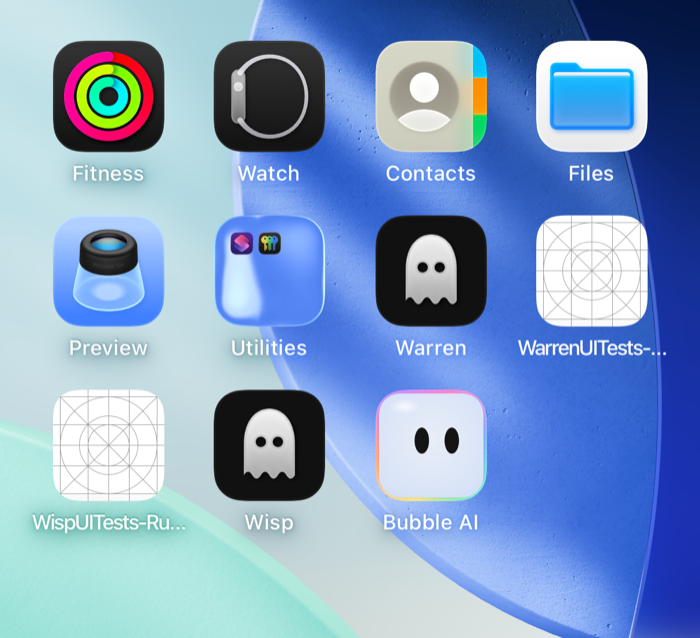 Fitness
Watch
Contacts
Files
Preview
Utilities
Warren
WarrenUITests-...
WispUITests-Ru...
Wisp
Bubble AI